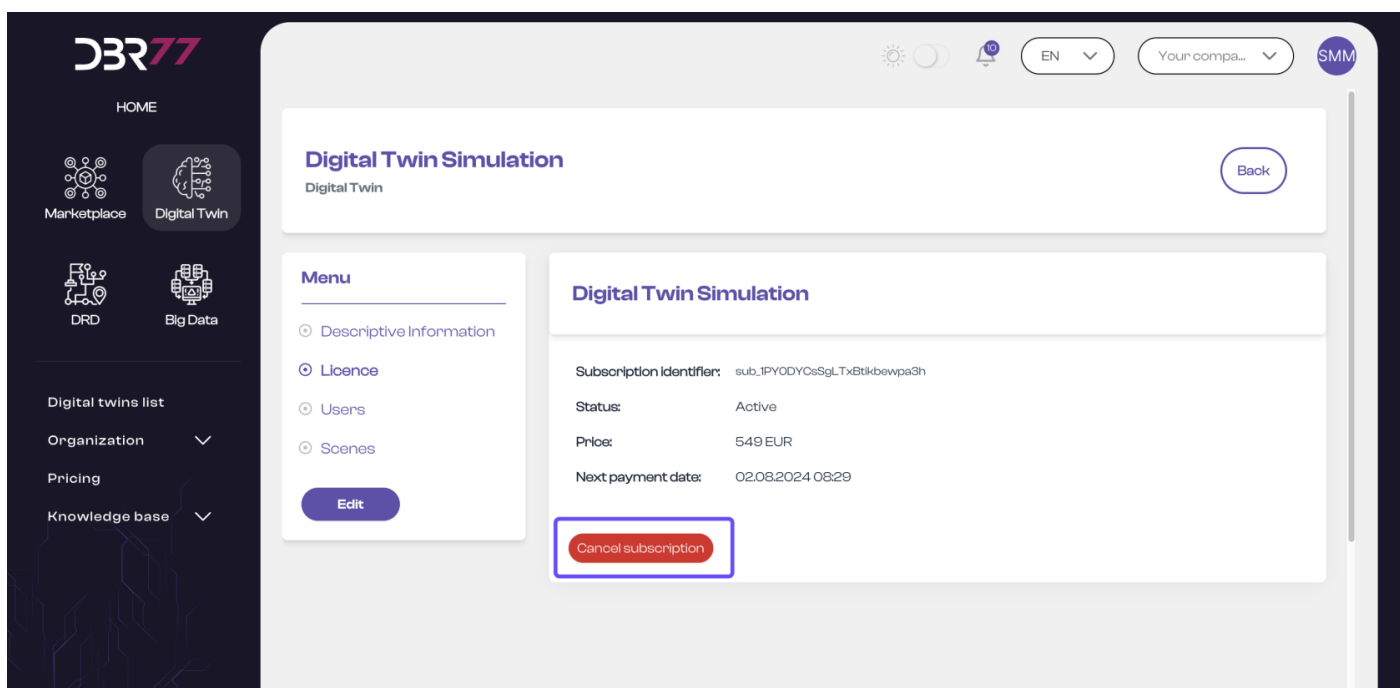 DBR77
10
EN
Your compa...
SMM
HOME
Marketplace
Digital Twin
DRD
Big Data
Digital twins list
Organization
Pricing
Knowledge base
Digital Twin Simulation
Digital Twin
Back
Menu
Descriptive Information
Licence
Users
Scenes
Edit
Digital Twin Simulation
Subscription identifier: sub_1PY0DYCsSgLTxBtikbewpa3h
Status: Active
Price: 549 EUR
Next payment date: 02.08.2024 08:29
Cancel subscription